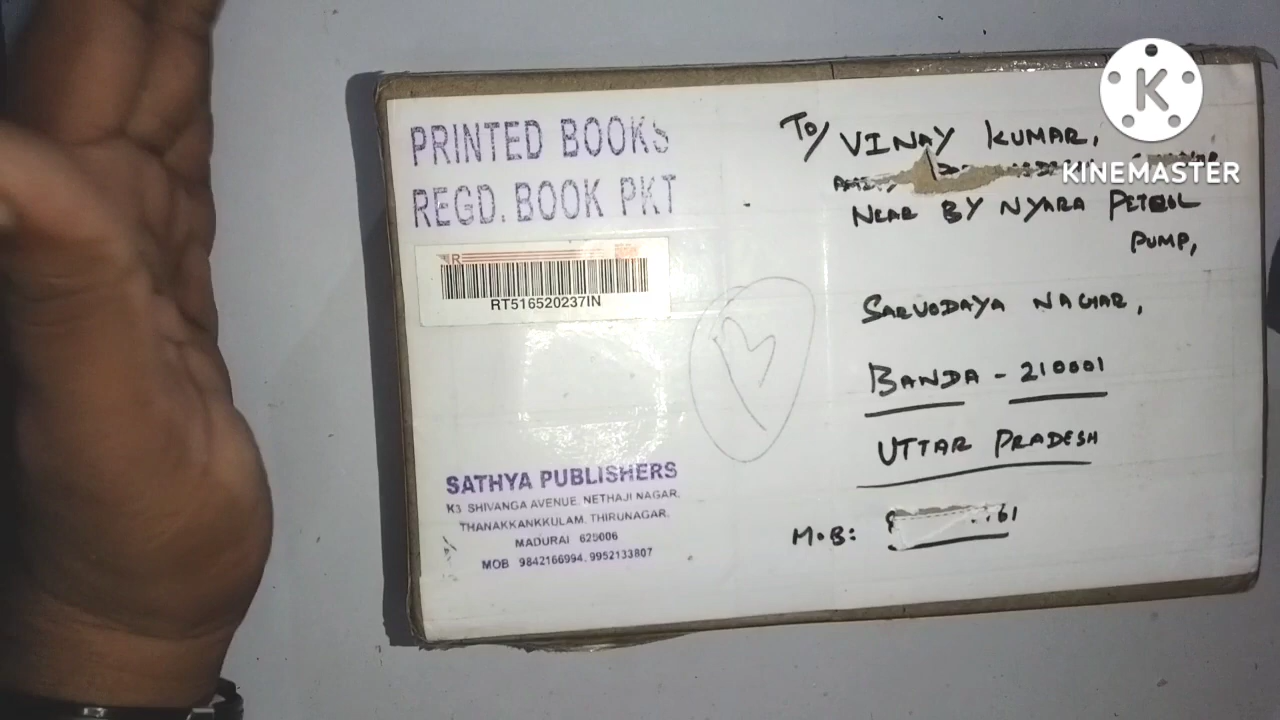 PRINTED BOOKS
REGD. BOOK PKT
R
RT516520237IN
SATHYA PUBLISHERS
K3 SHIVANGA AVENUE, NETHAJI NAGAR,
THANAKKANKKULAM, THIRUNAGAR,
MADURAI 625006
MOB 9842166994, 9952133807
To/ VINAY KUMAR,
NEAR BY NYARA PETROL
PUMP,
SARVODAYA NAGAR,
BANDA - 210001
UTTAR PRADESH
MOB:
K
KINEMASTER